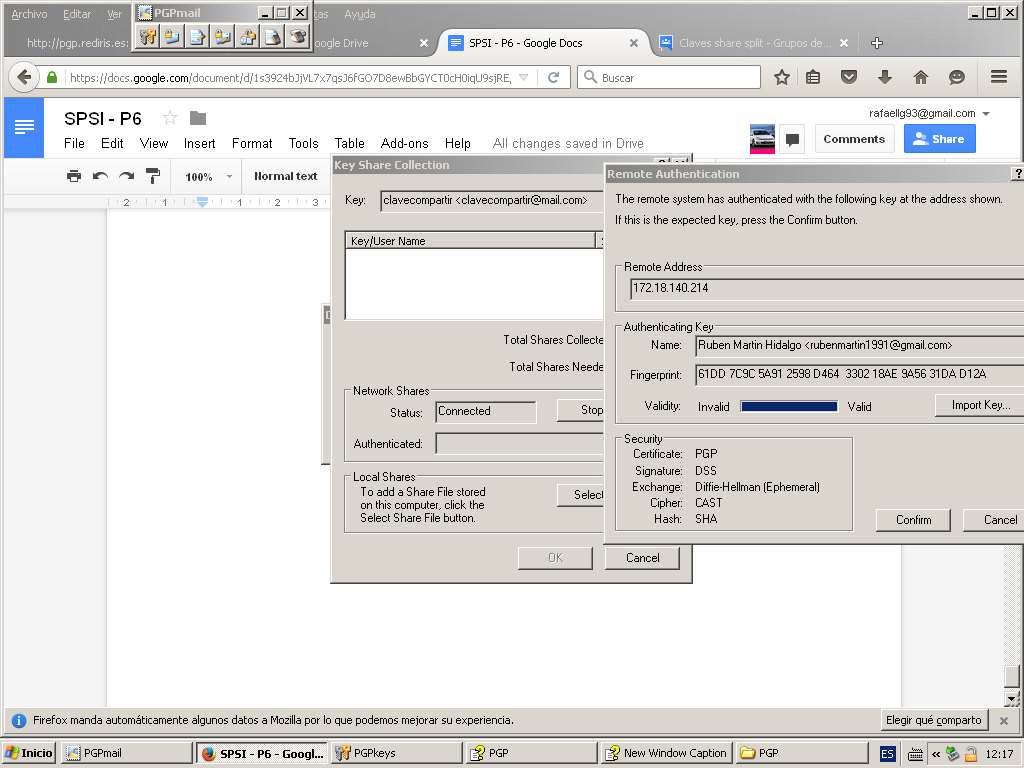 Archivo Editar Ver
PGPmail
Ayuda
http://pgp.rediris.es:
SPSI - P6 - Google Docs
Claves share split - Grupos de...
https://docs.google.com/document/d/
Buscar
SPSI - P6
rafaellg93@gmail.com
File Edit View Insert Format Tools Table Add-ons Help All changes saved in Drive
Comments
Share
100%
Normal text
2 1 1 2 3
Key Share Collection
Key: clavecompartir <clavecompartir@mail.com>
Key/User Name
Total Shares Collecte
Total Shares Neede
Network Shares
Status: Connected
Stop
Authenticated:
Local Shares
To add a Share File stored
on this computer, click the
Select Share File button.
Select
OK
Cancel
Remote Authentication
The remote system has authenticated with the following key at the address shown.
If this is the expected key, press the Confirm button.
Remote Address
172.18.140.214
Authenticating Key
Name: Ruben Martin Hidalgo <rubenmartin1991@gmail.com>
Fingerprint: 61DD 7C9C 5A91 2598 D464 3302 18AE 9A56 31DA D12A
Validity: Invalid Valid
Import Key...
Security
Certificate: PGP
Signature: DSS
Exchange: Diffie-Hellman (Ephemeral)
Cipher: CAST
Hash: SHA
Confirm
Cancel
Firefox manda automáticamente algunos datos a Mozilla por lo que podemos mejorar su experiencia.
Elegir qué comparto
Inicio
PGPmail
SPSI - P6 - Googl...
PGPkeys
PGP
New Window Caption
PGP
ES
12:17